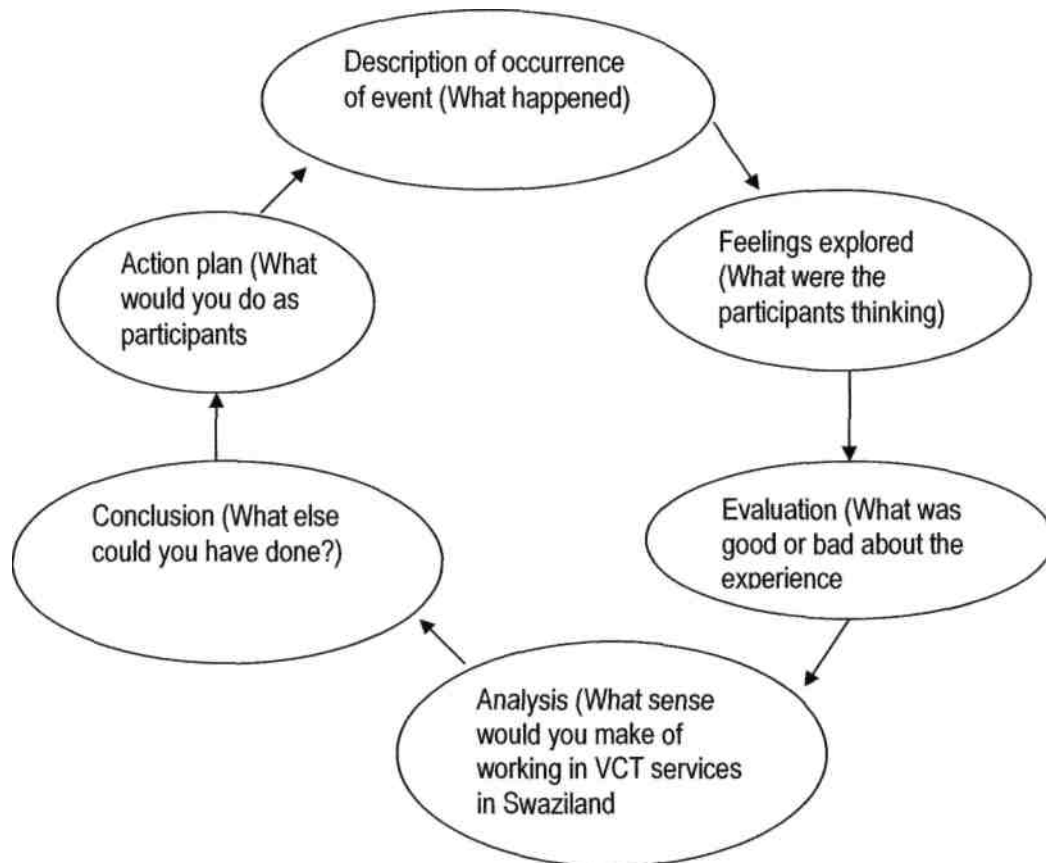 Description of occurrence
of event (What happened)
Feelings explored
(What were the
participants thinking)
Evaluation (What was
good or bad about the
experience
Analysis (What sense
would you make of
working in VCT services
in Swaziland
Conclusion (What else
could you have done?)
Action plan (What
would you do as
participants